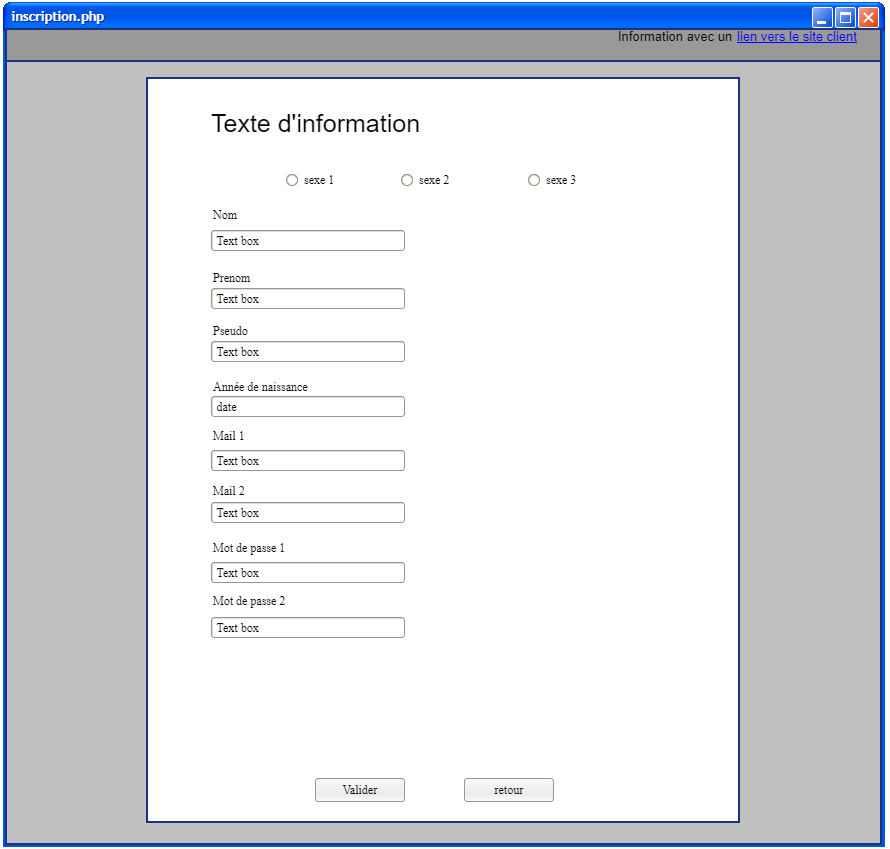 inscription.php
Information avec un lien vers le site client
Texte d'information
sexe 1 sexe 2 sexe 3
Nom
Text box
Prenom
Text box
Pseudo
Text box
Année de naissance
date
Mail 1
Text box
Mail 2
Text box
Mot de passe 1
Text box
Mot de passe 2
Text box
Valider retour